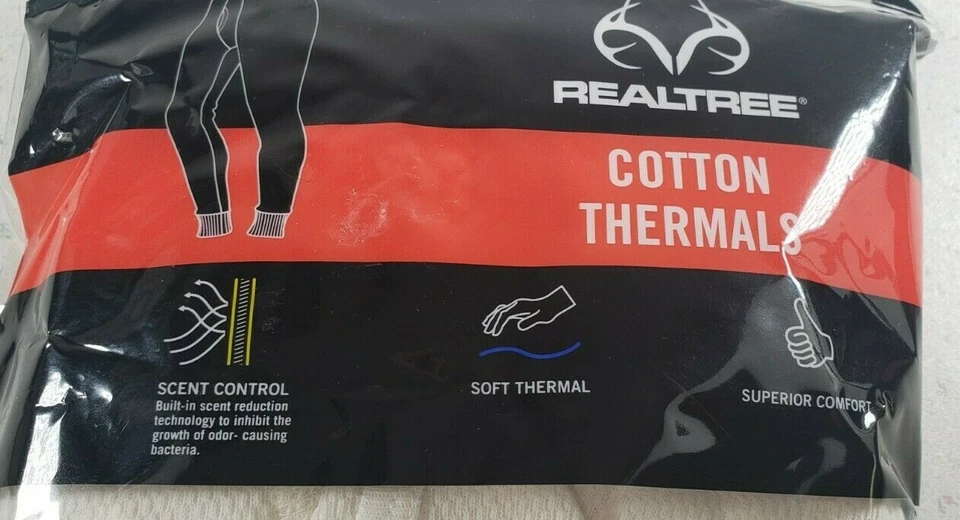 REALTREE®
COTTON
THERMALS
SCENT CONTROL
Built-in scent reduction
technology to inhibit the
growth of odor- causing
bacteria.
SOFT THERMAL
SUPERIOR COMFORT